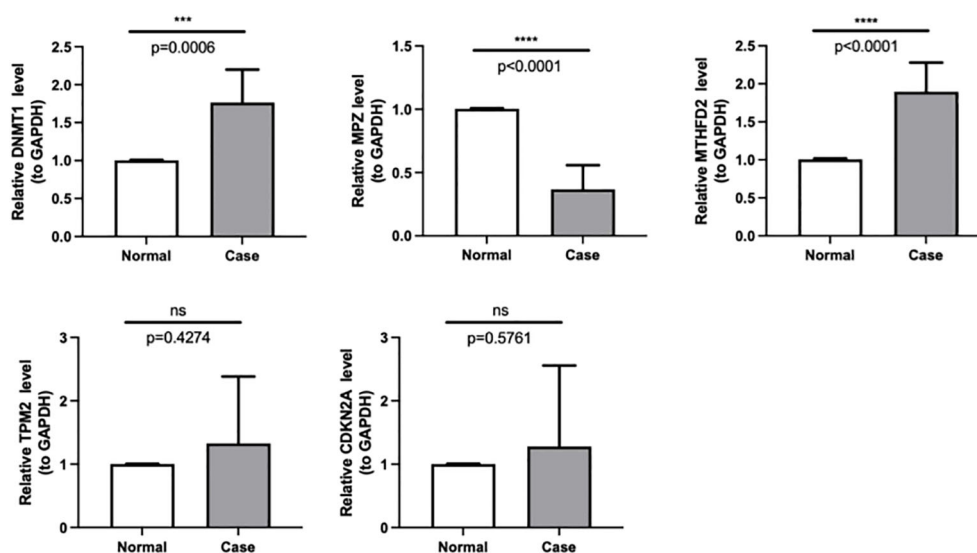 ***
p=0.0006
Relative DNMT1 level
(to GAPDH)
2.5
2.0
1.5
1.0
0.5
0.0
Normal
Case
****
p<0.0001
Relative MPZ level
(to GAPDH)
1.5
1.0
0.5
0.0
Normal
Case
****
p<0.0001
Relative MTHFD2 level
(to GAPDH)
2.5
2.0
1.5
1.0
0.5
0.0
Normal
Case
ns
p=0.4274
Relative TPM2 level
(to GAPDH)
3
2
1
0
Normal
Case
ns
p=0.5761
Relative CDKN2A level
(to GAPDH)
3
2
1
0
Normal
Case